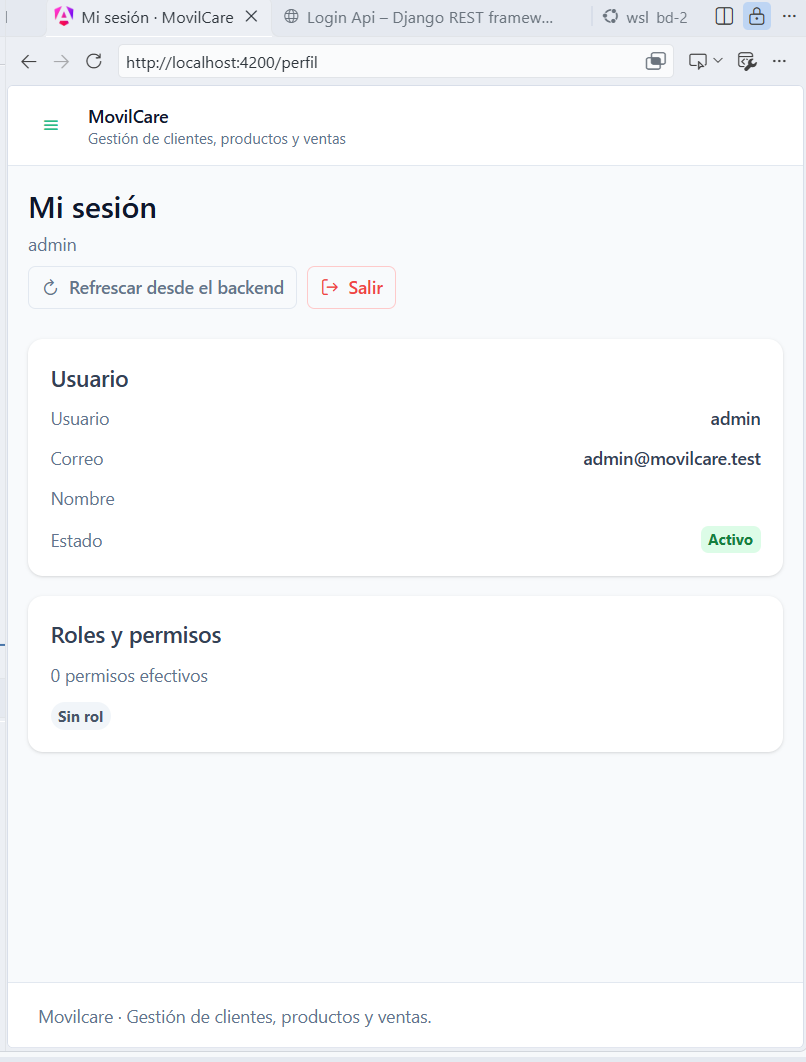 Mi sesión · MovilCare
Login Api – Django REST framew...
wsl bd-2
http://localhost:4200/perfil
MovilCare
Gestión de clientes, productos y ventas
Mi sesión
admin
Refrescar desde el backend
Salir
Usuario
Usuario admin
Correo admin@movilcare.test
Nombre
Estado Activo
Roles y permisos
0 permisos efectivos
Sin rol
Movilcare · Gestión de clientes, productos y ventas.